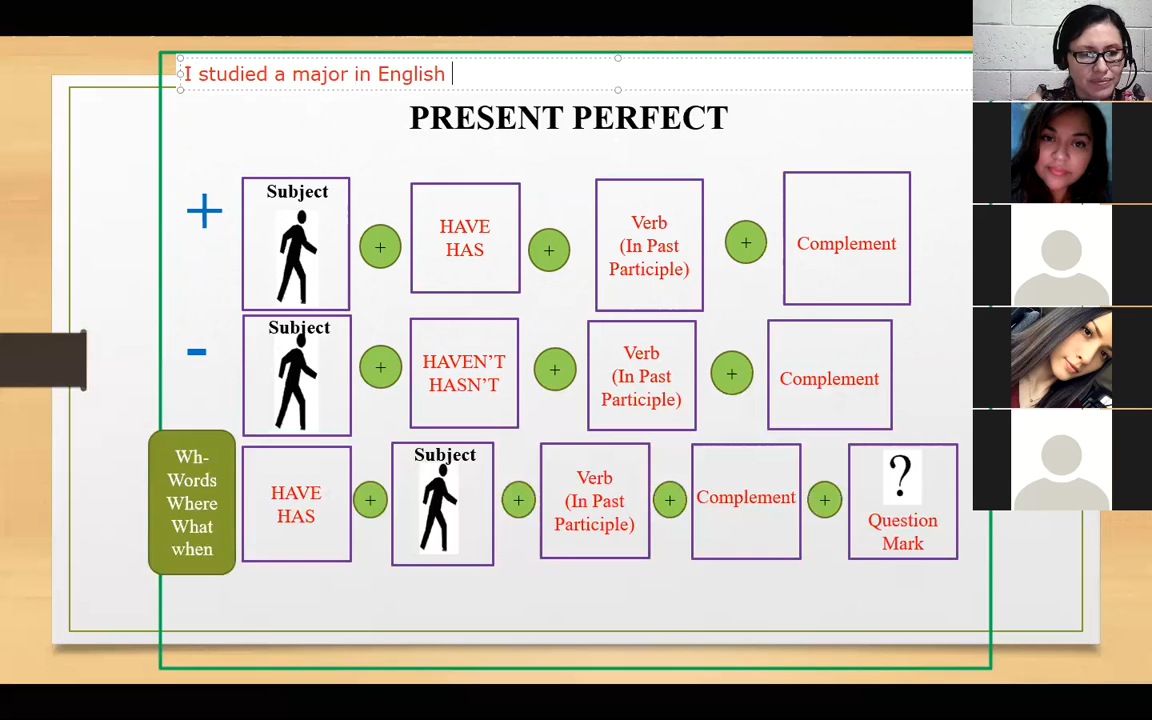 I studied a major in English
PRESENT PERFECT
+
Subject
+
HAVE
HAS
+
Verb
(In Past
Participle)
+
Complement
-
Subject
+
HAVEN'T
HASN'T
+
Verb
(In Past
Participle)
+
Complement
Wh-
Words
Where
What
when
HAVE
HAS
+
Subject
+
Verb
(In Past
Participle)
+
Complement
+
?
Question
Mark